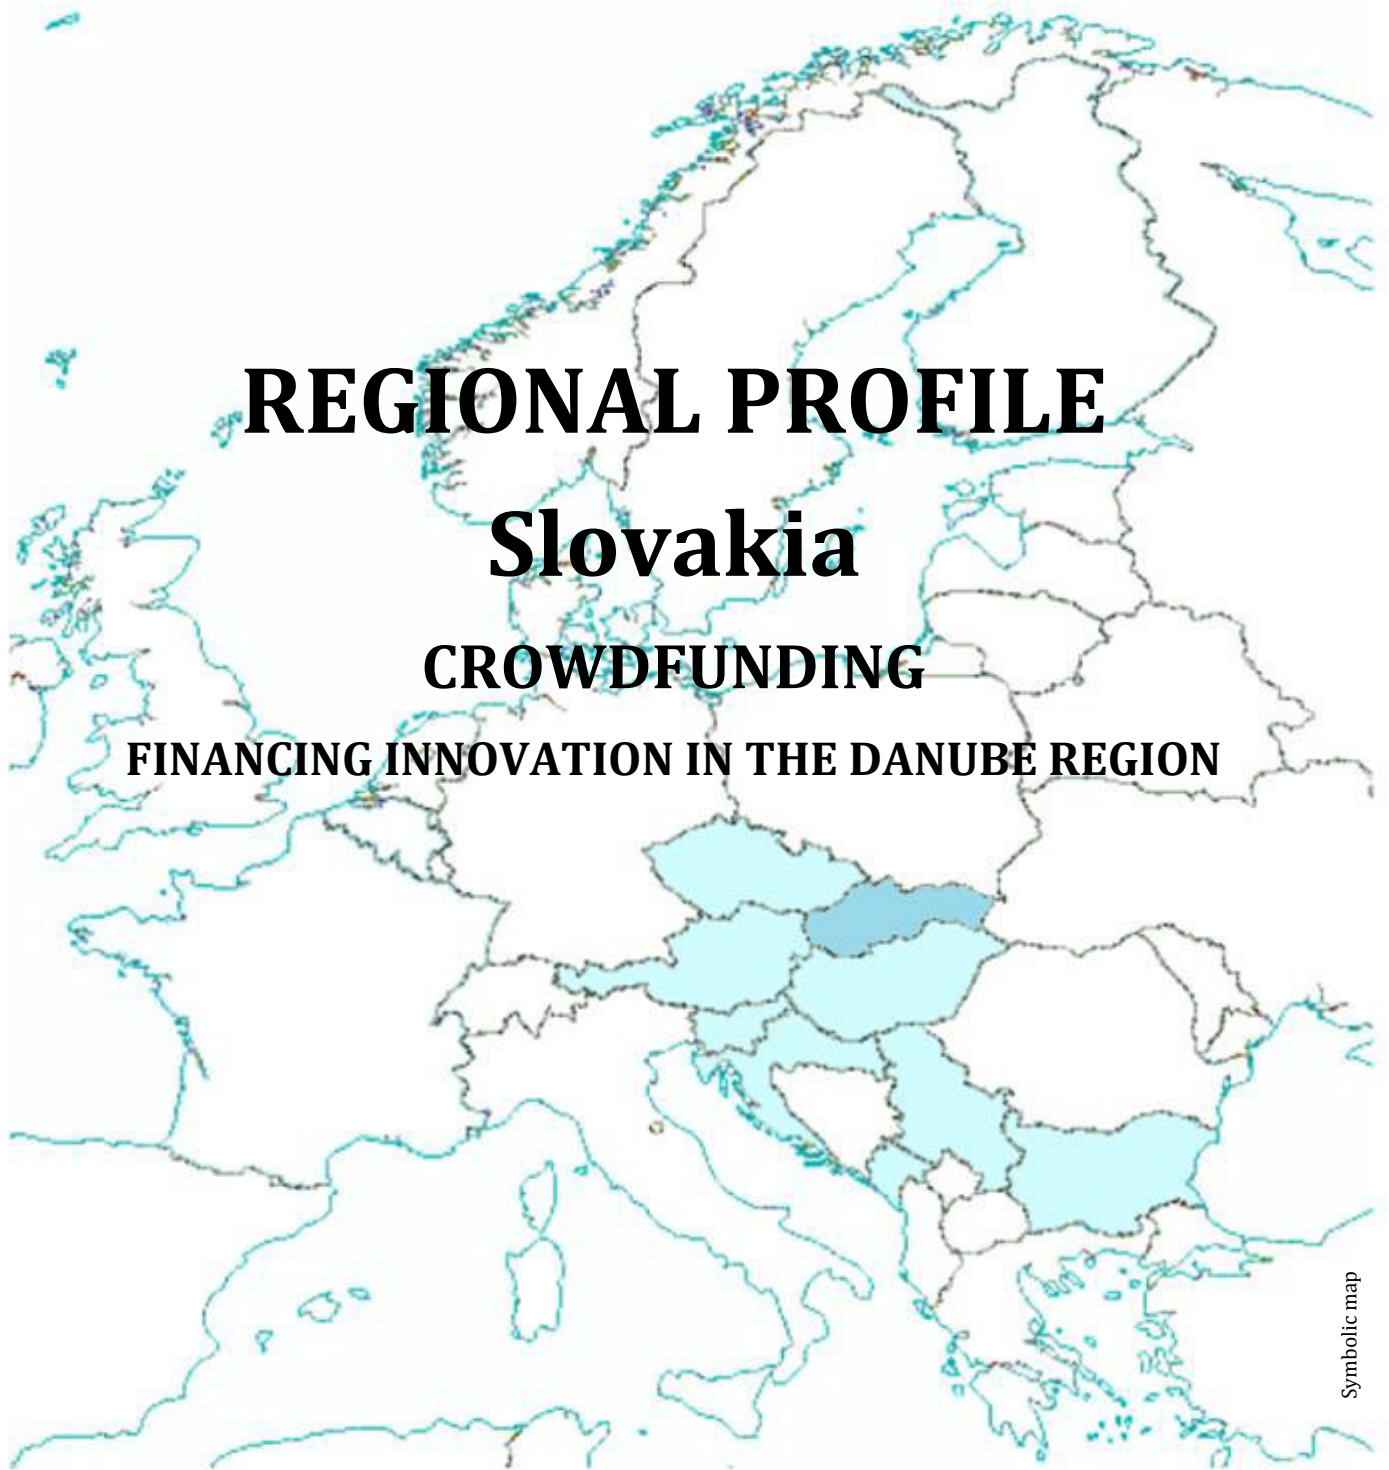 REGIONAL PROFILE
Slovakia
CROWDFUNDING
FINANCING INNOVATION IN THE DANUBE REGION
Symbolic map